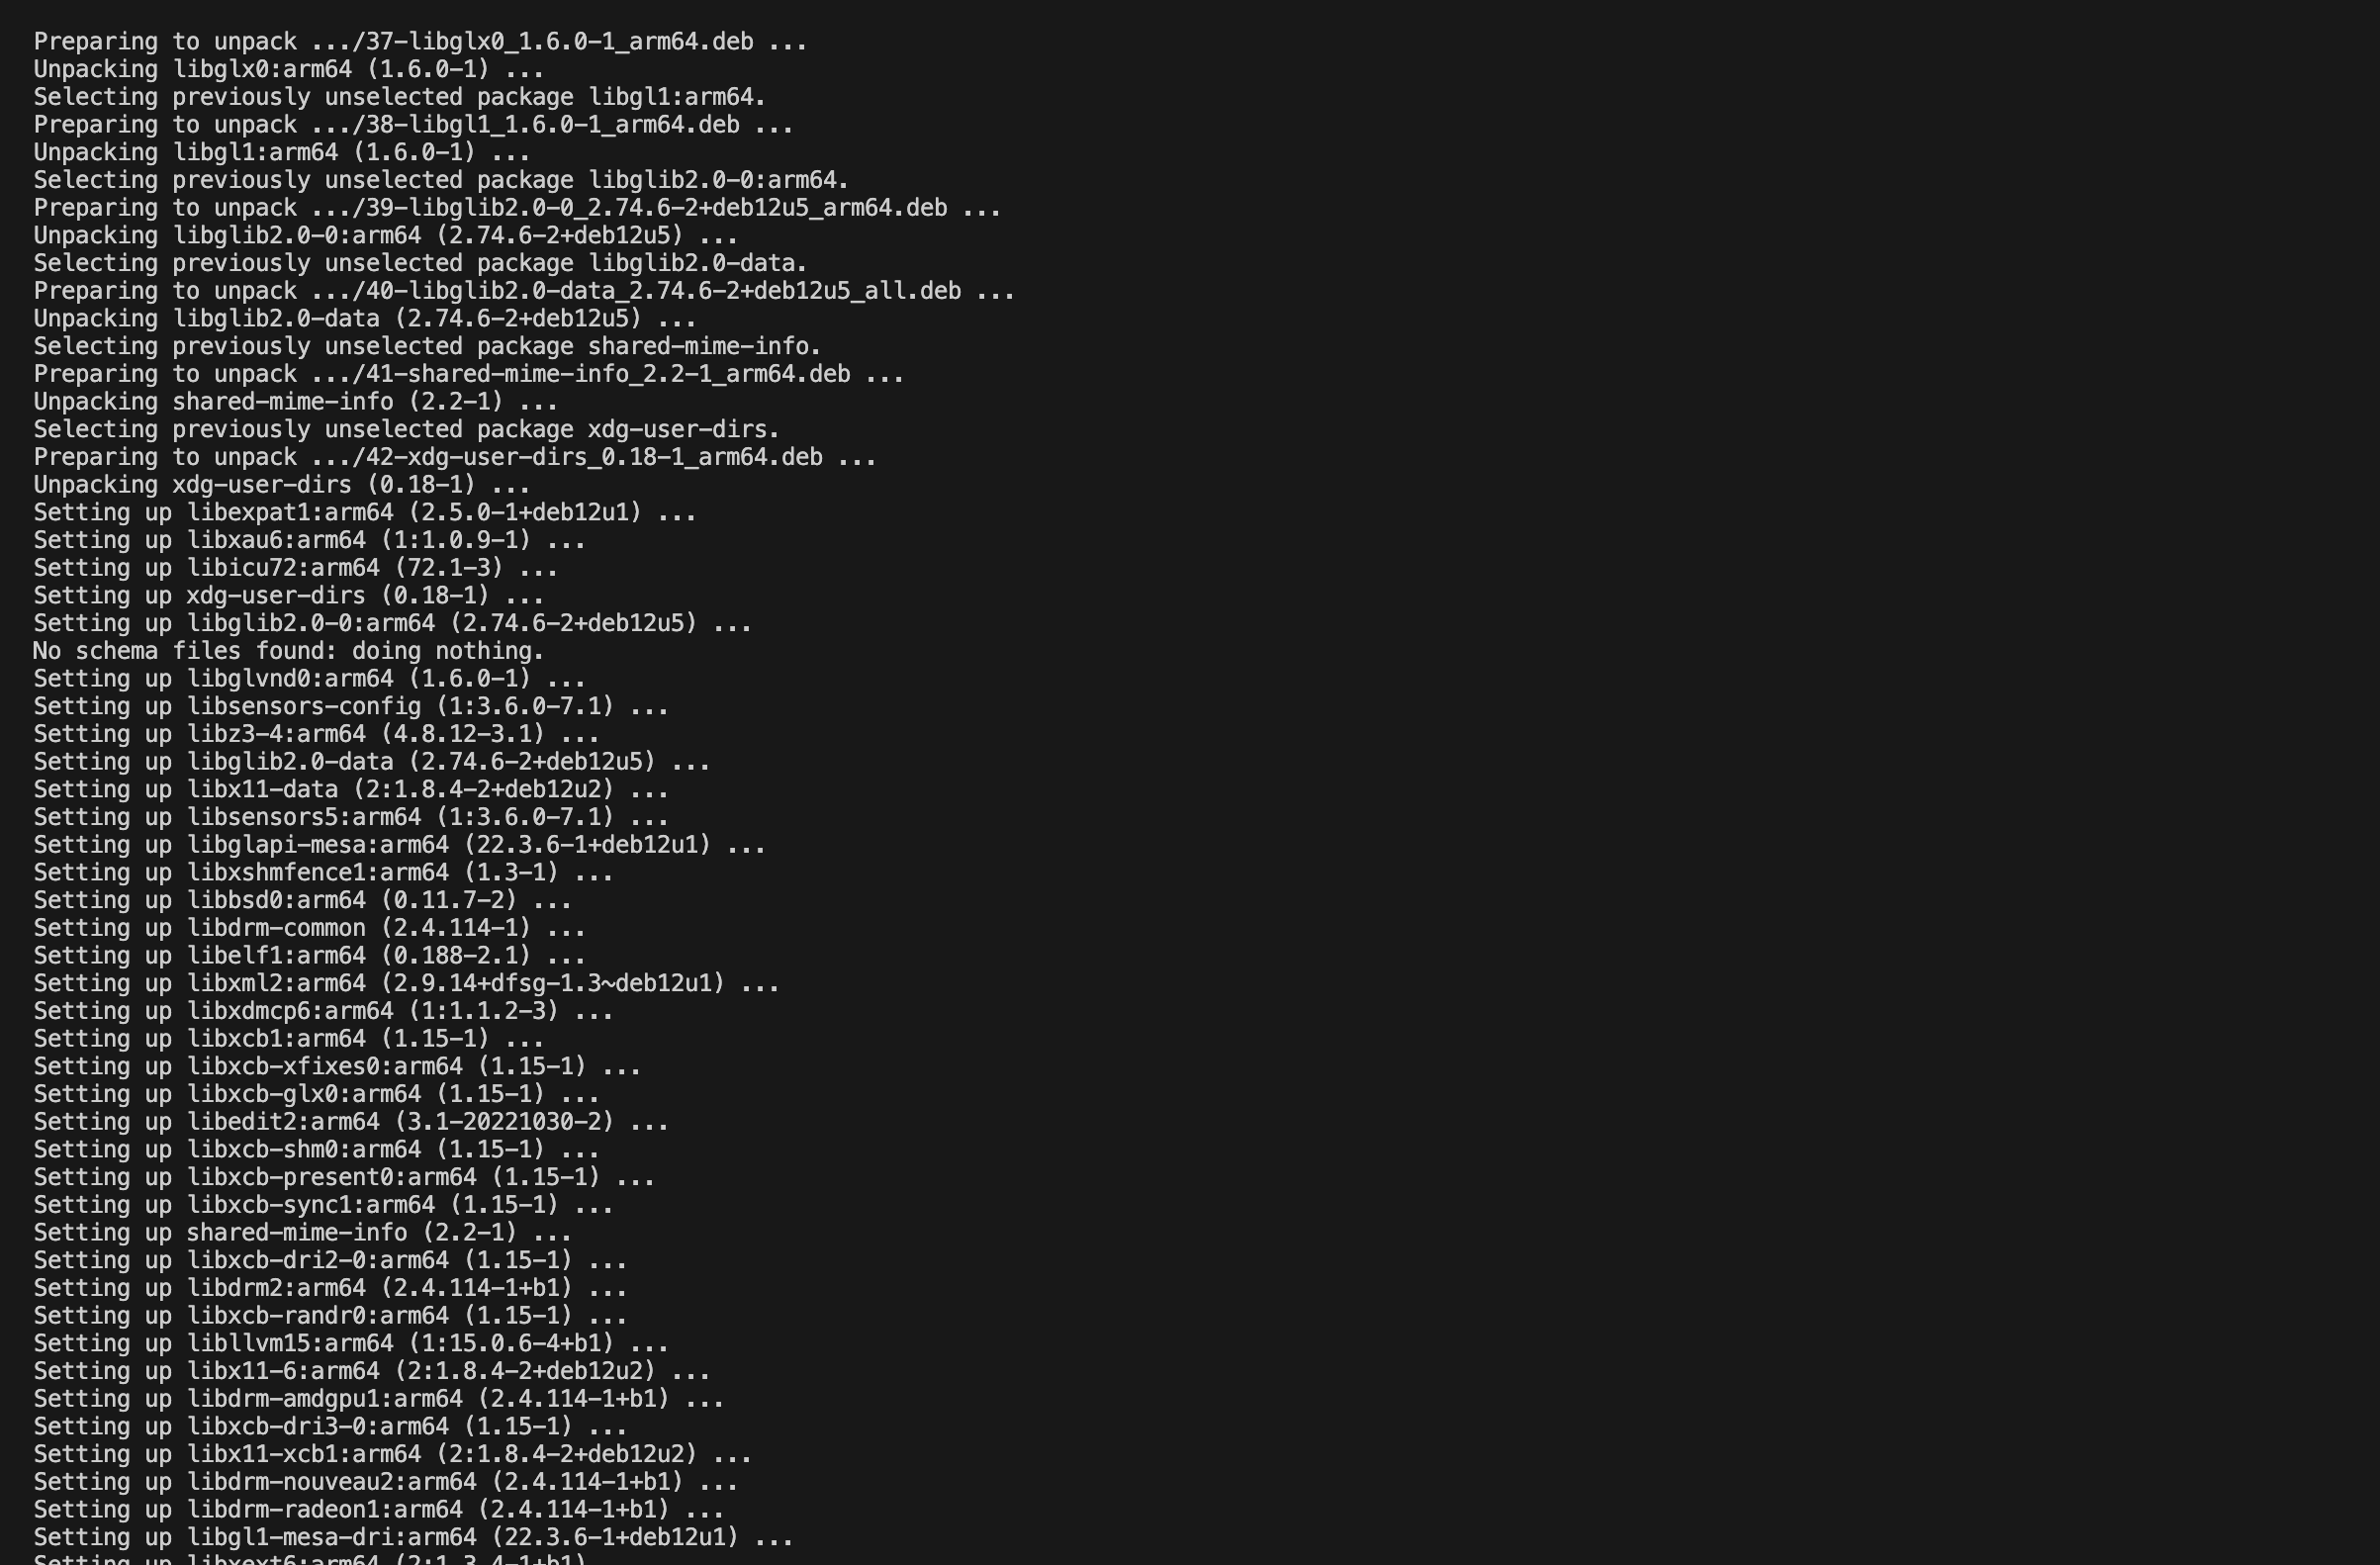 Preparing to unpack .../37-libglx0_1.6.0-1_arm64.deb ...
Unpacking libglx0:arm64 (1.6.0-1) ...
Selecting previously unselected package libgl1:arm64.
Preparing to unpack .../38-libgl1_1.6.0-1_arm64.deb ...
Unpacking libgl1:arm64 (1.6.0-1) ...
Selecting previously unselected package libglib2.0-0:arm64.
Preparing to unpack .../39-libglib2.0-0_2.74.6-2+deb12u5_arm64.deb ...
Unpacking libglib2.0-0:arm64 (2.74.6-2+deb12u5) ...
Selecting previously unselected package libglib2.0-data.
Preparing to unpack .../40-libglib2.0-data_2.74.6-2+deb12u5_all.deb ...
Unpacking libglib2.0-data (2.74.6-2+deb12u5) ...
Selecting previously unselected package shared-mime-info.
Preparing to unpack .../41-shared-mime-info_2.2-1_arm64.deb ...
Unpacking shared-mime-info (2.2-1) ...
Selecting previously unselected package xdg-user-dirs.
Preparing to unpack .../42-xdg-user-dirs_0.18-1_arm64.deb ...
Unpacking xdg-user-dirs (0.18-1) ...
Setting up libexpat1:arm64 (2.5.0-1+deb12u1) ...
Setting up libxau6:arm64 (1:1.0.9-1) ...
Setting up libicu72:arm64 (72.1-3) ...
Setting up xdg-user-dirs (0.18-1) ...
Setting up libglib2.0-0:arm64 (2.74.6-2+deb12u5) ...
No schema files found: doing nothing.
Setting up libglvnd0:arm64 (1.6.0-1) ...
Setting up libsensors-config (1:3.6.0-7.1) ...
Setting up libz3-4:arm64 (4.8.12-3.1) ...
Setting up libglib2.0-data (2.74.6-2+deb12u5) ...
Setting up libx11-data (2:1.8.4-2+deb12u2) ...
Setting up libsensors5:arm64 (1:3.6.0-7.1) ...
Setting up libglapi-mesa:arm64 (22.3.6-1+deb12u1) ...
Setting up libxshmfence1:arm64 (1.3-1) ...
Setting up libbsd0:arm64 (0.11.7-2) ...
Setting up libdrm-common (2.4.114-1) ...
Setting up libelf1:arm64 (0.188-2.1) ...
Setting up libxml2:arm64 (2.9.14+dfsg-1.3~deb12u1) ...
Setting up libxdmcp6:arm64 (1:1.1.2-3) ...
Setting up libxcb1:arm64 (1.15-1) ...
Setting up libxcb-xfixes0:arm64 (1.15-1) ...
Setting up libxcb-glx0:arm64 (1.15-1) ...
Setting up libedit2:arm64 (3.1-20221030-2) ...
Setting up libxcb-shm0:arm64 (1.15-1) ...
Setting up libxcb-present0:arm64 (1.15-1) ...
Setting up libxcb-sync1:arm64 (1.15-1) ...
Setting up shared-mime-info (2.2-1) ...
Setting up libxcb-dri2-0:arm64 (1.15-1) ...
Setting up libdrm2:arm64 (2.4.114-1+b1) ...
Setting up libxcb-randr0:arm64 (1.15-1) ...
Setting up libllvm15:arm64 (1:15.0.6-4+b1) ...
Setting up libx11-6:arm64 (2:1.8.4-2+deb12u2) ...
Setting up libdrm-amdgpu1:arm64 (2.4.114-1+b1) ...
Setting up libxcb-dri3-0:arm64 (1.15-1) ...
Setting up libx11-xcb1:arm64 (2:1.8.4-2+deb12u2) ...
Setting up libdrm-nouveau2:arm64 (2.4.114-1+b1) ...
Setting up libdrm-radeon1:arm64 (2.4.114-1+b1) ...
Setting up libgl1-mesa-dri:arm64 (22.3.6-1+deb12u1) ...
Setting up libxext6:arm64 (2:1.3.4-1+b1)